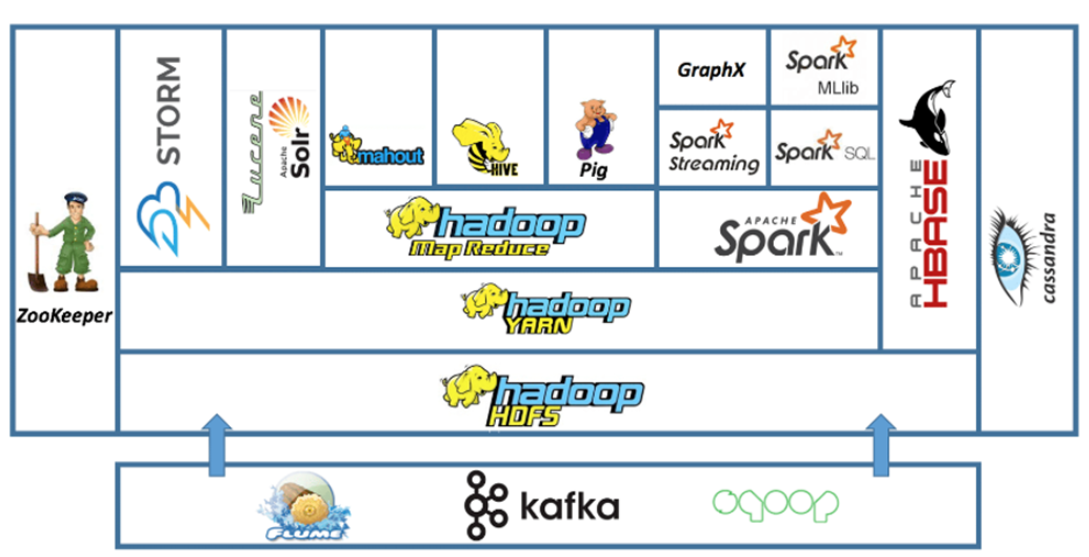 ZooKeeper
STORM
Lucene
Apache
Solr
mahout
HIVE
Pig
GraphX
Spark
MLlib
Spark
Streaming
Spark SQL
hadoop
Map Reduce
APACHE
Spark™
APACHE
HBASE
cassandra
hadoop
YARN
hadoop
HDFS
FLUME
kafka
sqoop